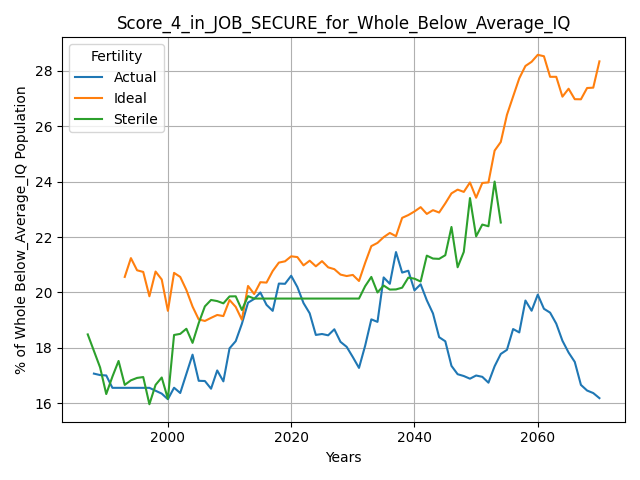 Score_4_in_JOB_SECURE_for_Whole_Below_Average_IQ
Fertility
Actual
Ideal
Sterile
% of Whole Below_Average_IQ Population
28
26
24
22
20
18
16
2000
2020
2040
2060
Years